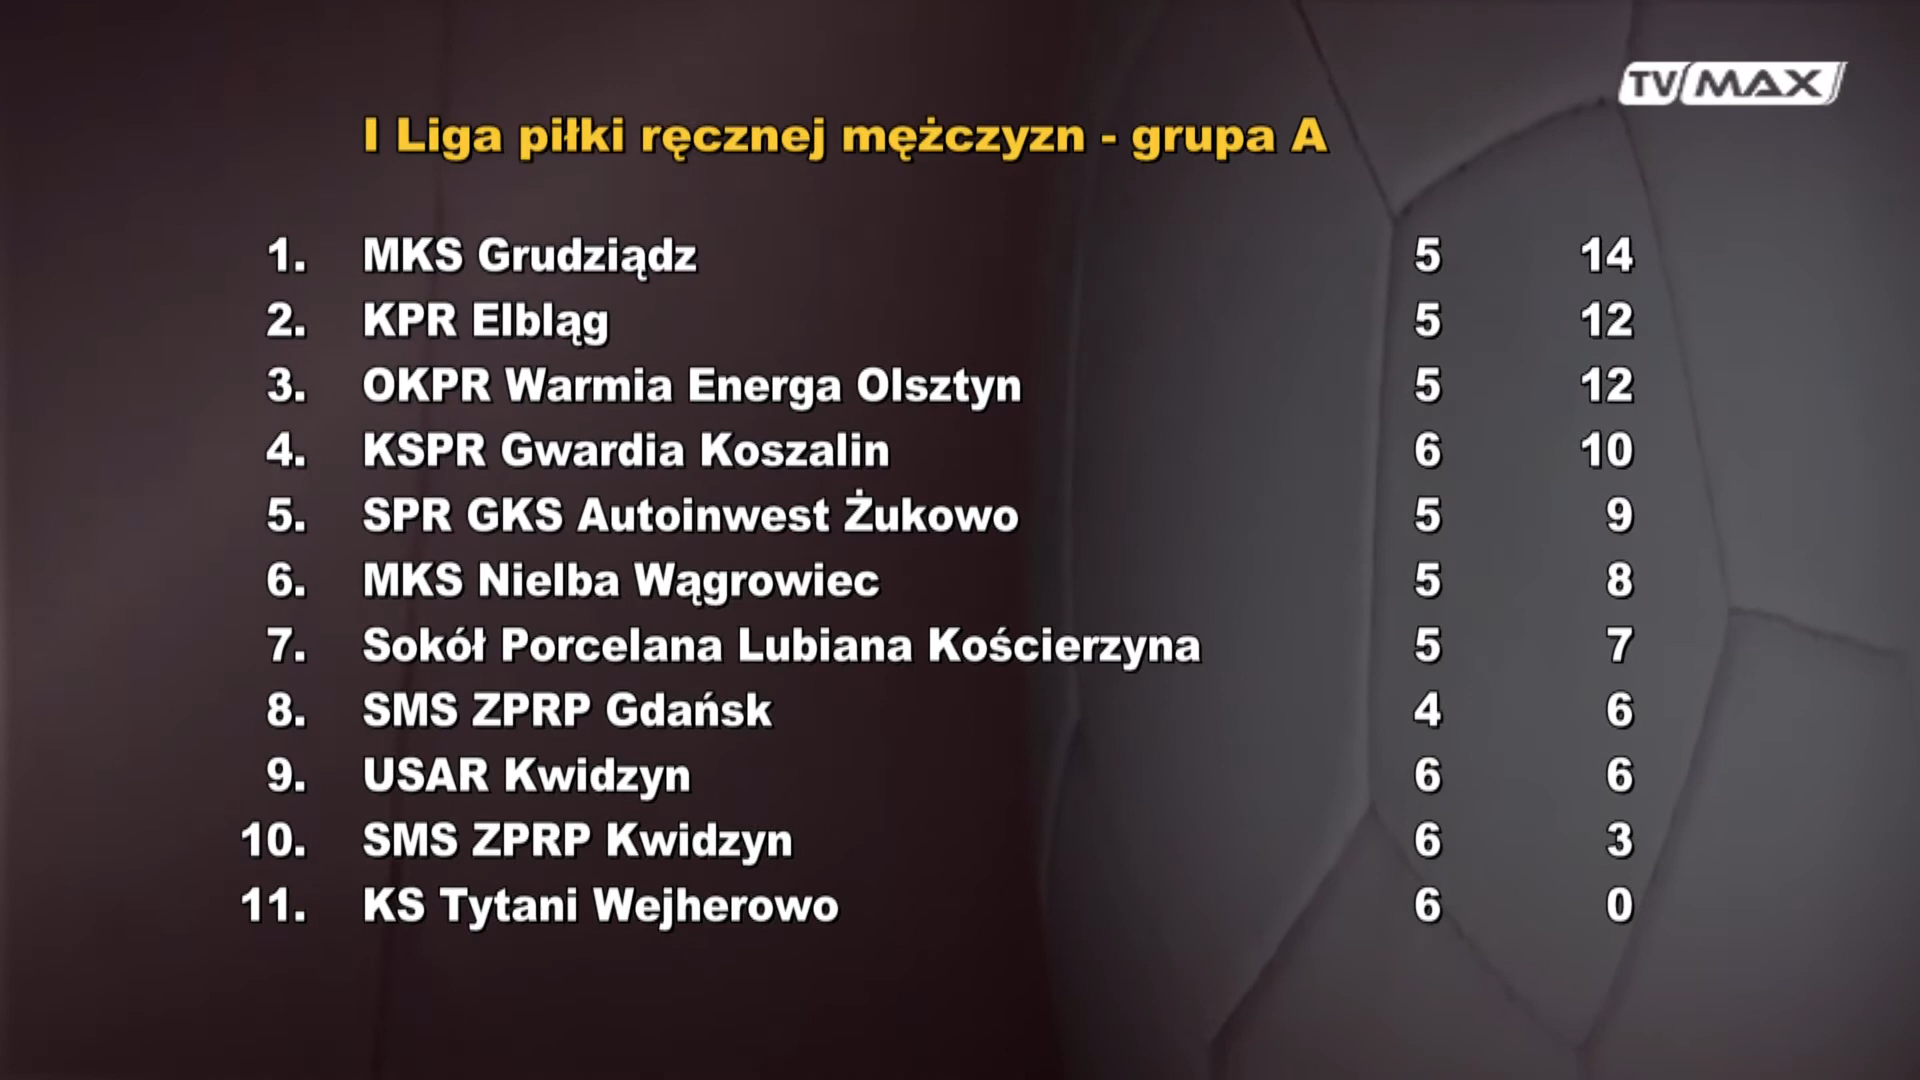 TV MAX
I Liga piłki ręcznej mężczyzn - grupa A
1. MKS Grudziądz 5 14
2. KPR Elbląg 5 12
3. OKPR Warmia Energa Olsztyn 5 12
4. KSPR Gwardia Koszalin 6 10
5. SPR GKS Autoinwest Żukowo 5 9
6. MKS Nielba Wągrowiec 5 8
7. Sokół Porcelana Lubiana Kościerzyna 5 7
8. SMS ZPRP Gdańsk 4 6
9. USAR Kwidzyn 6 6
10. SMS ZPRP Kwidzyn 6 3
11. KS Tytani Wejherowo 6 0